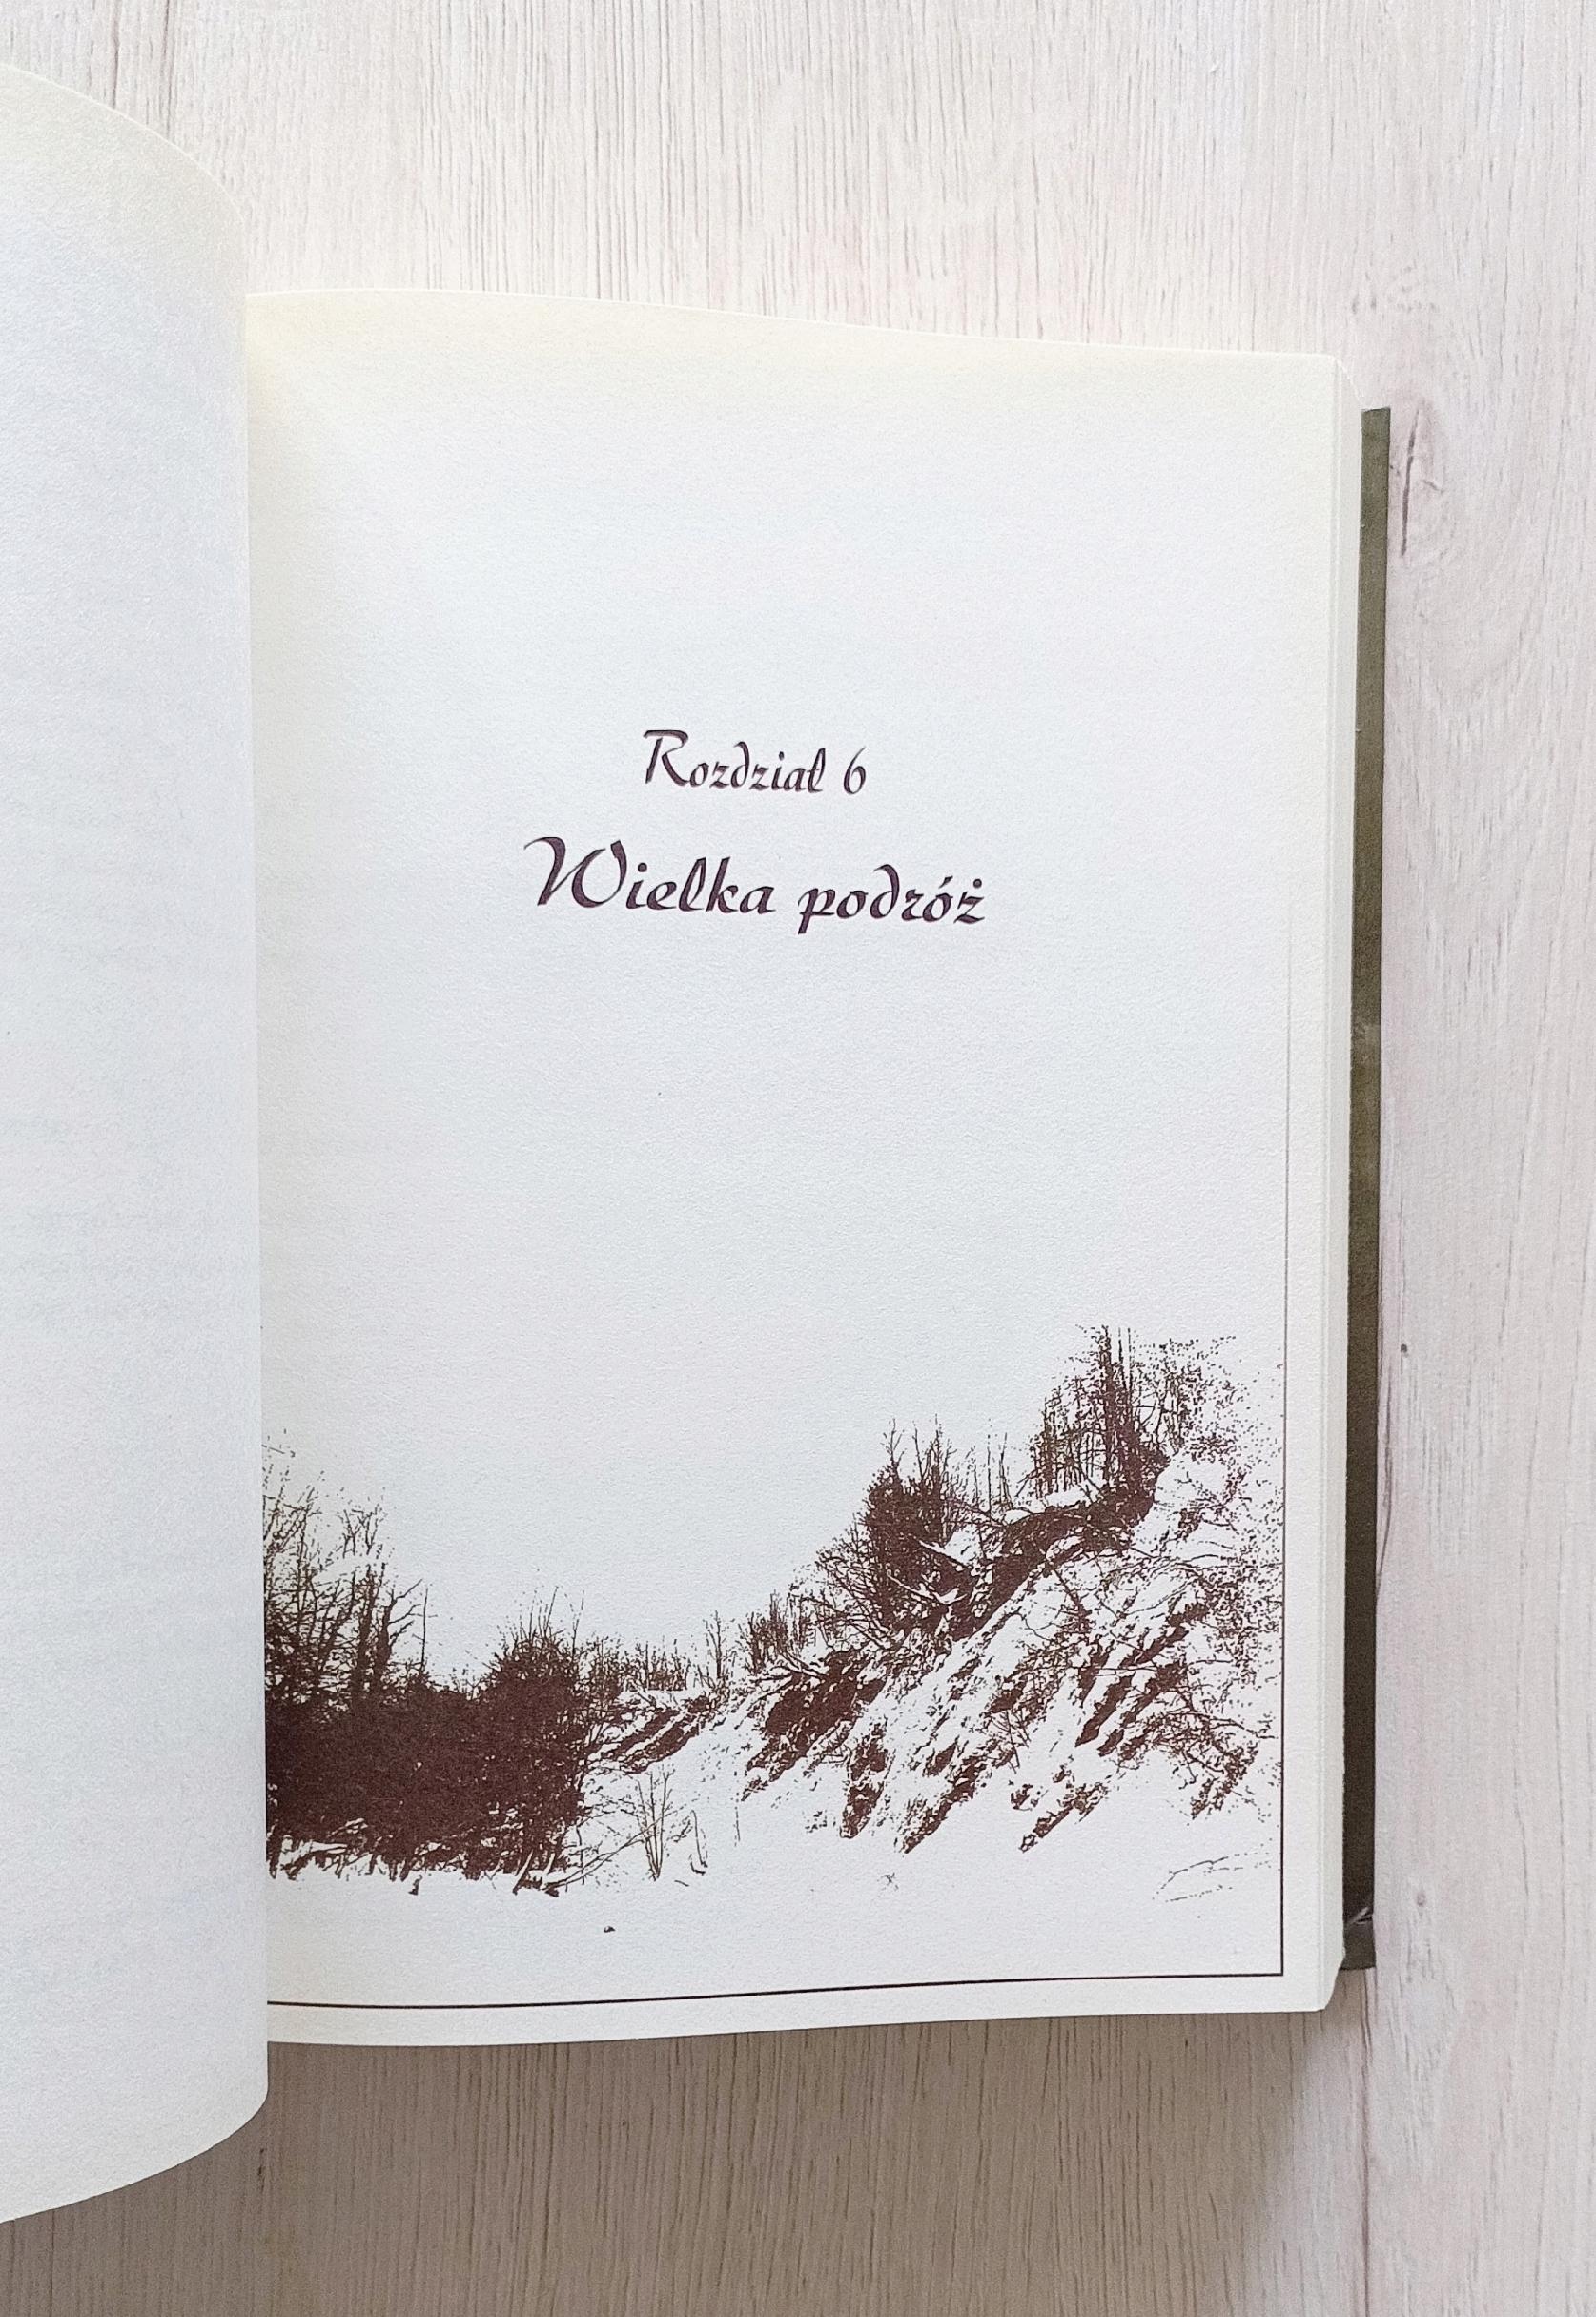 Rozdział 6
Wielka podróż